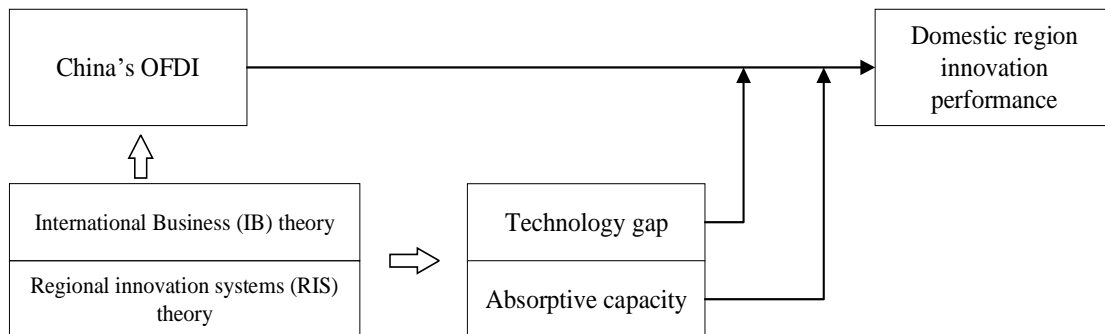 China’s OFDI
Domestic region
innovation
performance
International Business (IB) theory
Regional innovation systems (RIS)
theory
Technology gap
Absorptive capacity